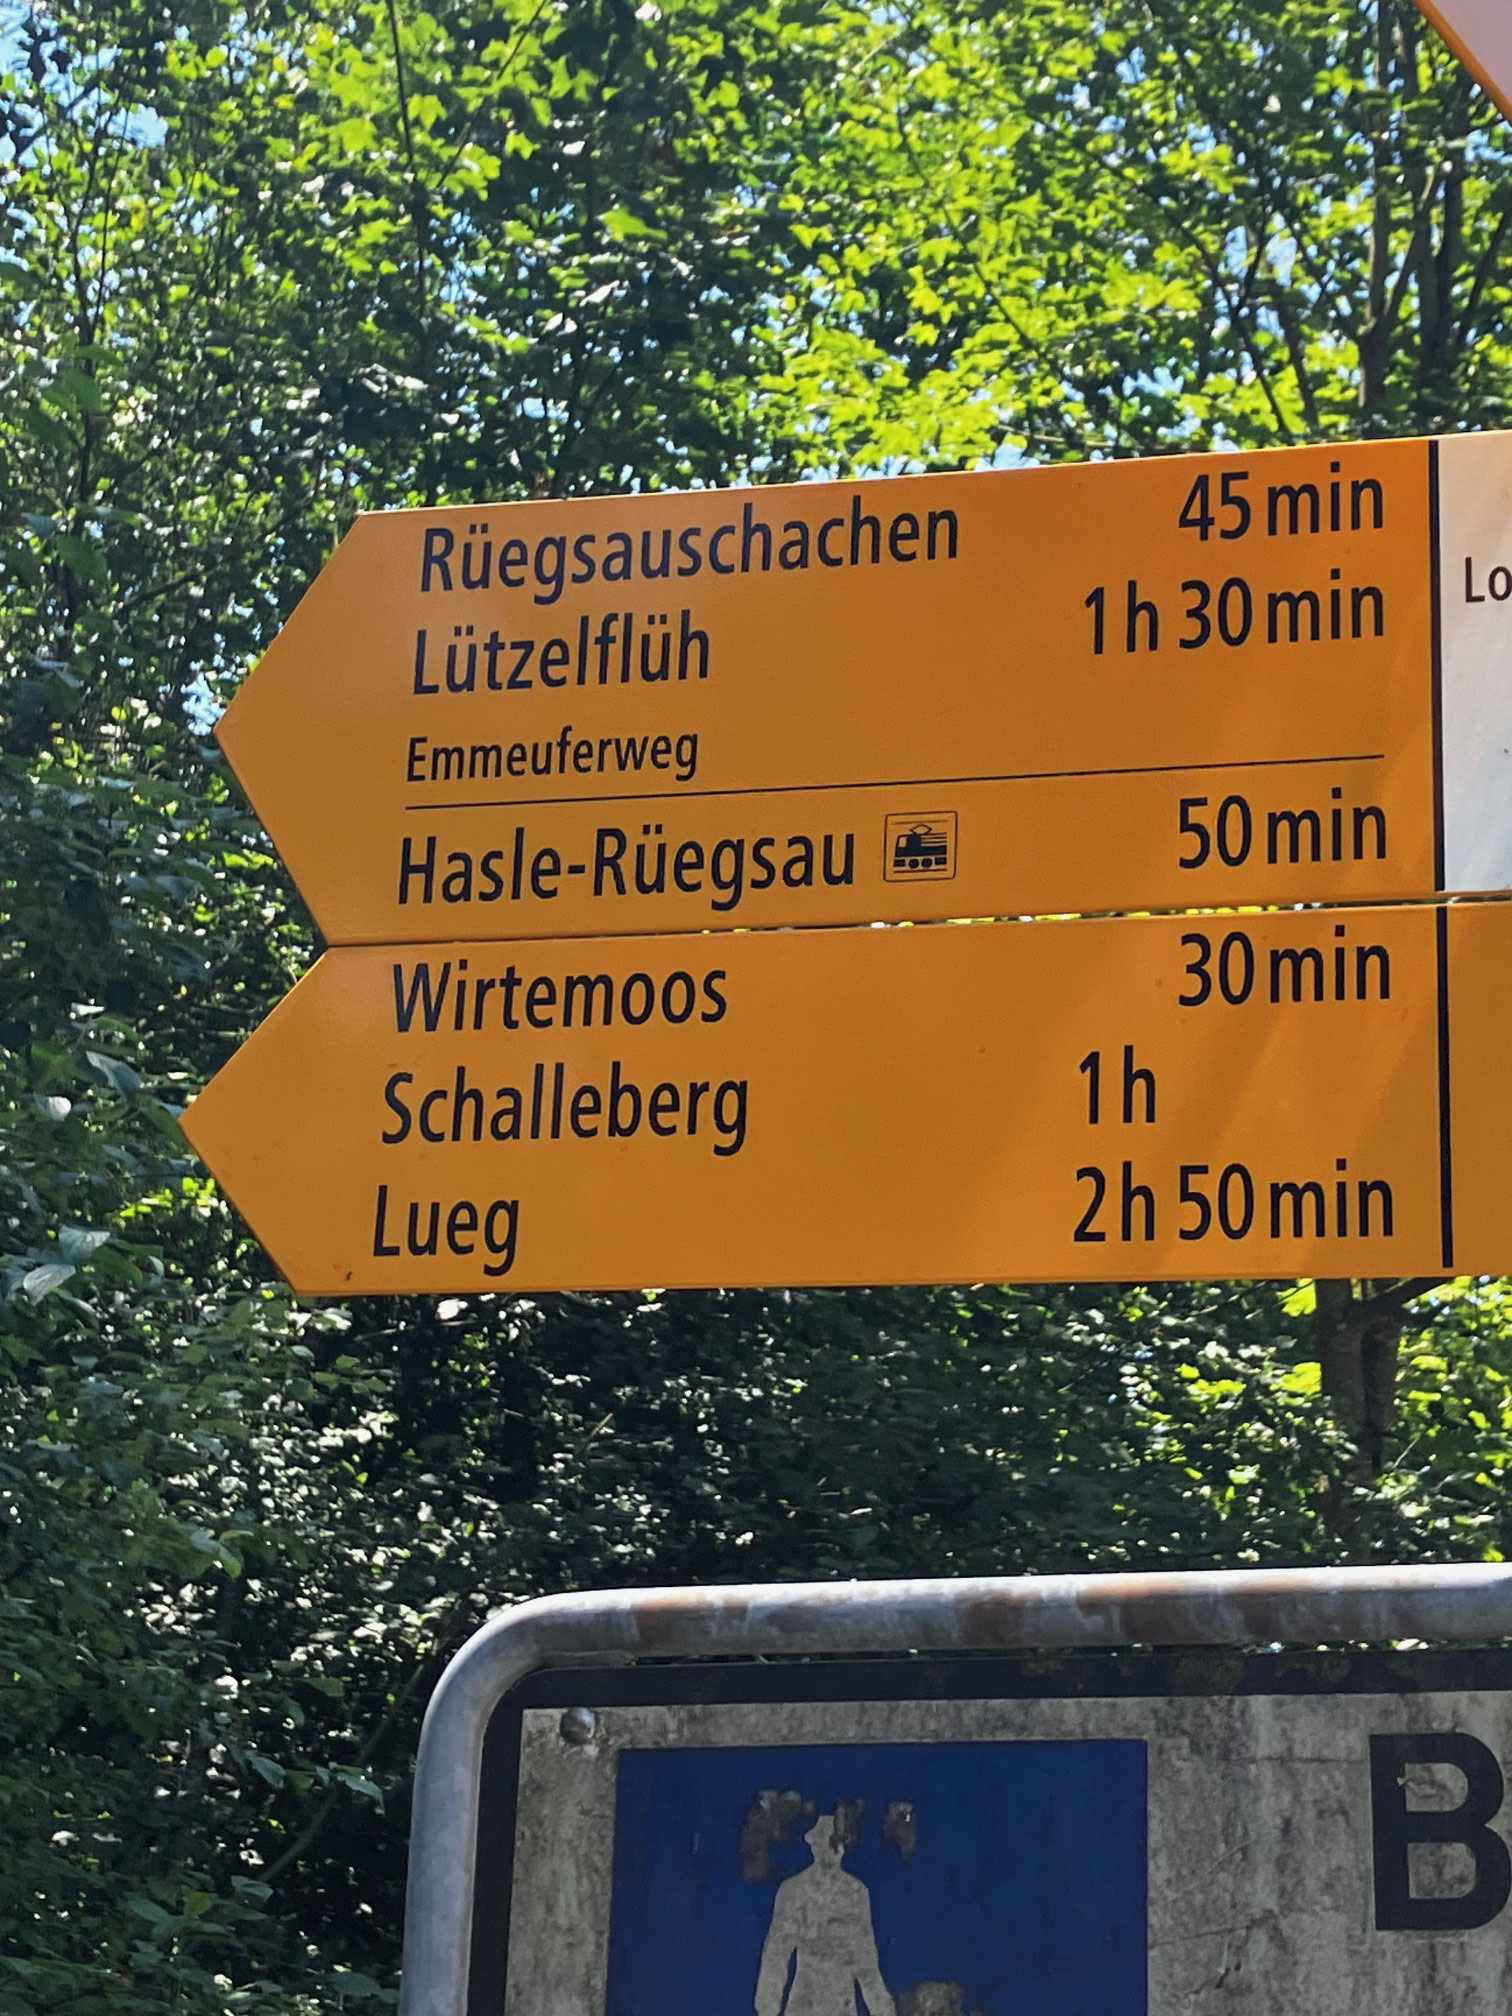 Rüegsauschachen 45 min
Lützelflüh 1 h 30 min
Emmeuferweg
Hasle-Rüegsau 50 min
Wirtemoos 30 min
Schalleberg 1 h
Lueg 2 h 50 min